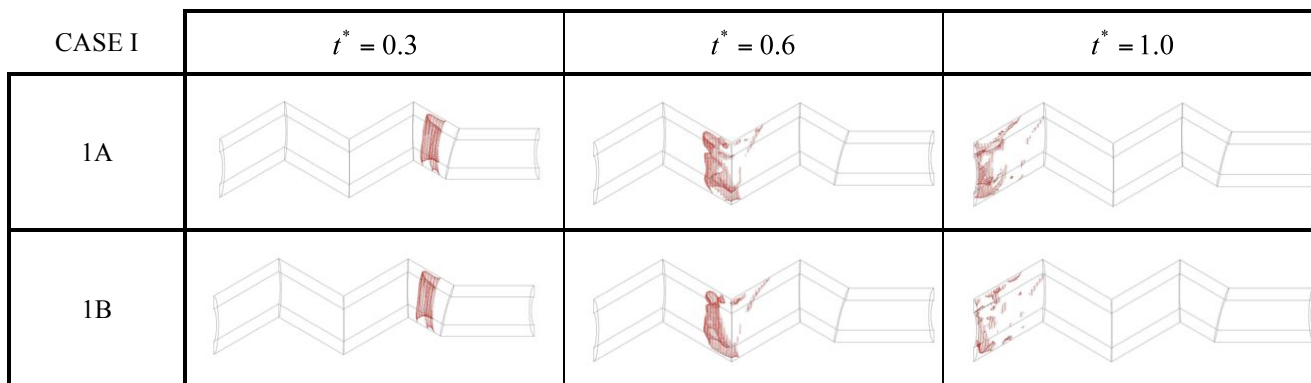 CASE I t* = 0.3 t* = 0.6 t* = 1.0
1A
1B